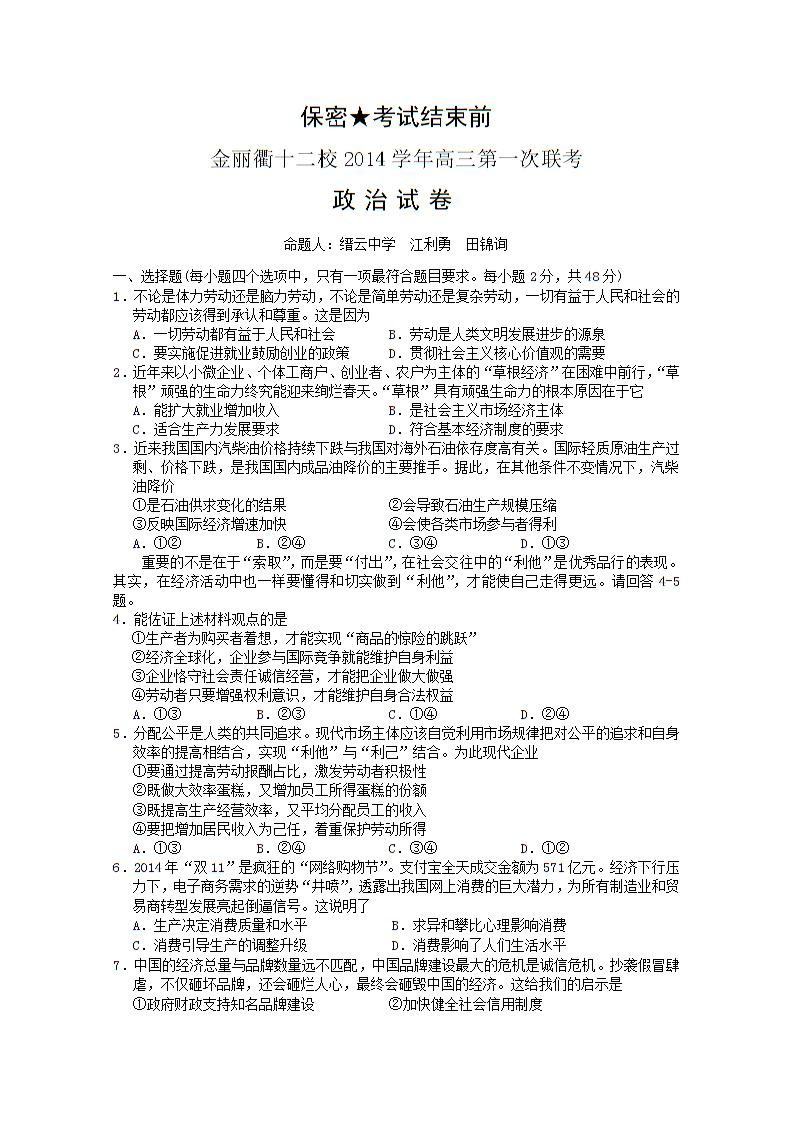 保密★考试结束前
金丽衢十二校 2014 学年高三第一次联考
政 治 试 卷
命题人：缙云中学 江利勇 田锦询
一、选择题(每小题四个选项中，只有一项最符合题目要求。每小题 2 分，共 48 分)
1．不论是体力劳动还是脑力劳动，不论是简单劳动还是复杂劳动，一切有益于人民和社会的
劳动都应该得到承认和尊重。这是因为
A．一切劳动都有益于人民和社会 B．劳动是人类文明发展进步的源泉
C．要实施促进就业鼓励创业的政策 D．贯彻社会主义核心价值观的需要
2．近年来以小微企业、个体工商户、创业者、农户为主体的“草根经济”在困难中前行，“草
根”顽强的生命力终究能迎来绚烂春天。“草根”具有顽强生命力的根本原因在于它
A．能扩大就业增加收入 B．是社会主义市场经济主体
C．适合生产力发展要求 D．符合基本经济制度的要求
3．近来我国国内汽柴油价格持续下跌与我国对海外石油依存度高有关。国际轻质原油生产过
剩、价格下跌，是我国国内成品油降价的主要推手。据此，在其他条件不变情况下，汽柴
油降价
①是石油供求变化的结果 ②会导致石油生产规模压缩
③反映国际经济增速加快 ④会使各类市场参与者得利
A．①② B．②④ C．③④ D．①③
重要的不是在于“索取”，而是要“付出”，在社会交往中的“利他”是优秀品行的表现。
其实，在经济活动中也一样要懂得和切实做到“利他”，才能使自己走得更远。请回答 4-5
题。
4．能佐证上述材料观点的是
①生产者为购买者着想，才能实现“商品的惊险的跳跃”
②经济全球化，企业参与国际竞争就能维护自身利益
③企业恪守社会责任诚信经营，才能把企业做大做强
④劳动者只要增强权利意识，才能维护自身合法权益
A．①③ B．②③ C．①④ D．②④
5．分配公平是人类的共同追求。现代市场主体应该自觉利用市场规律把对公平的追求和自身
效率的提高相结合，实现“利他”与“利己”结合。为此现代企业
①要通过提高劳动报酬占比，激发劳动者积极性
②既做大效率蛋糕，又增加员工所得蛋糕的份额
③既提高生产经营效率，又平均分配员工的收入
④要把增加居民收入为己任，着重保护劳动所得
A．①③ B．②④ C．③④ D．①②
6．2014 年“双 11”是疯狂的“网络购物节”。支付宝全天成交金额为 571 亿元。经济下行压
力下，电子商务需求的逆势“井喷”，透露出我国网上消费的巨大潜力，为所有制造业和贸
易商转型发展亮起倒逼信号。这说明了
A．生产决定消费质量和水平 B．求异和攀比心理影响消费
C．消费引导生产的调整升级 D．消费影响了人们生活水平
7．中国的经济总量与品牌数量远不匹配，中国品牌建设最大的危机是诚信危机。抄袭假冒肆
虐，不仅砸坏品牌，还会砸烂人心，最终会砸毁中国的经济。这给我们的启示是
①政府财政支持知名品牌建设 ②加快健全社会信用制度